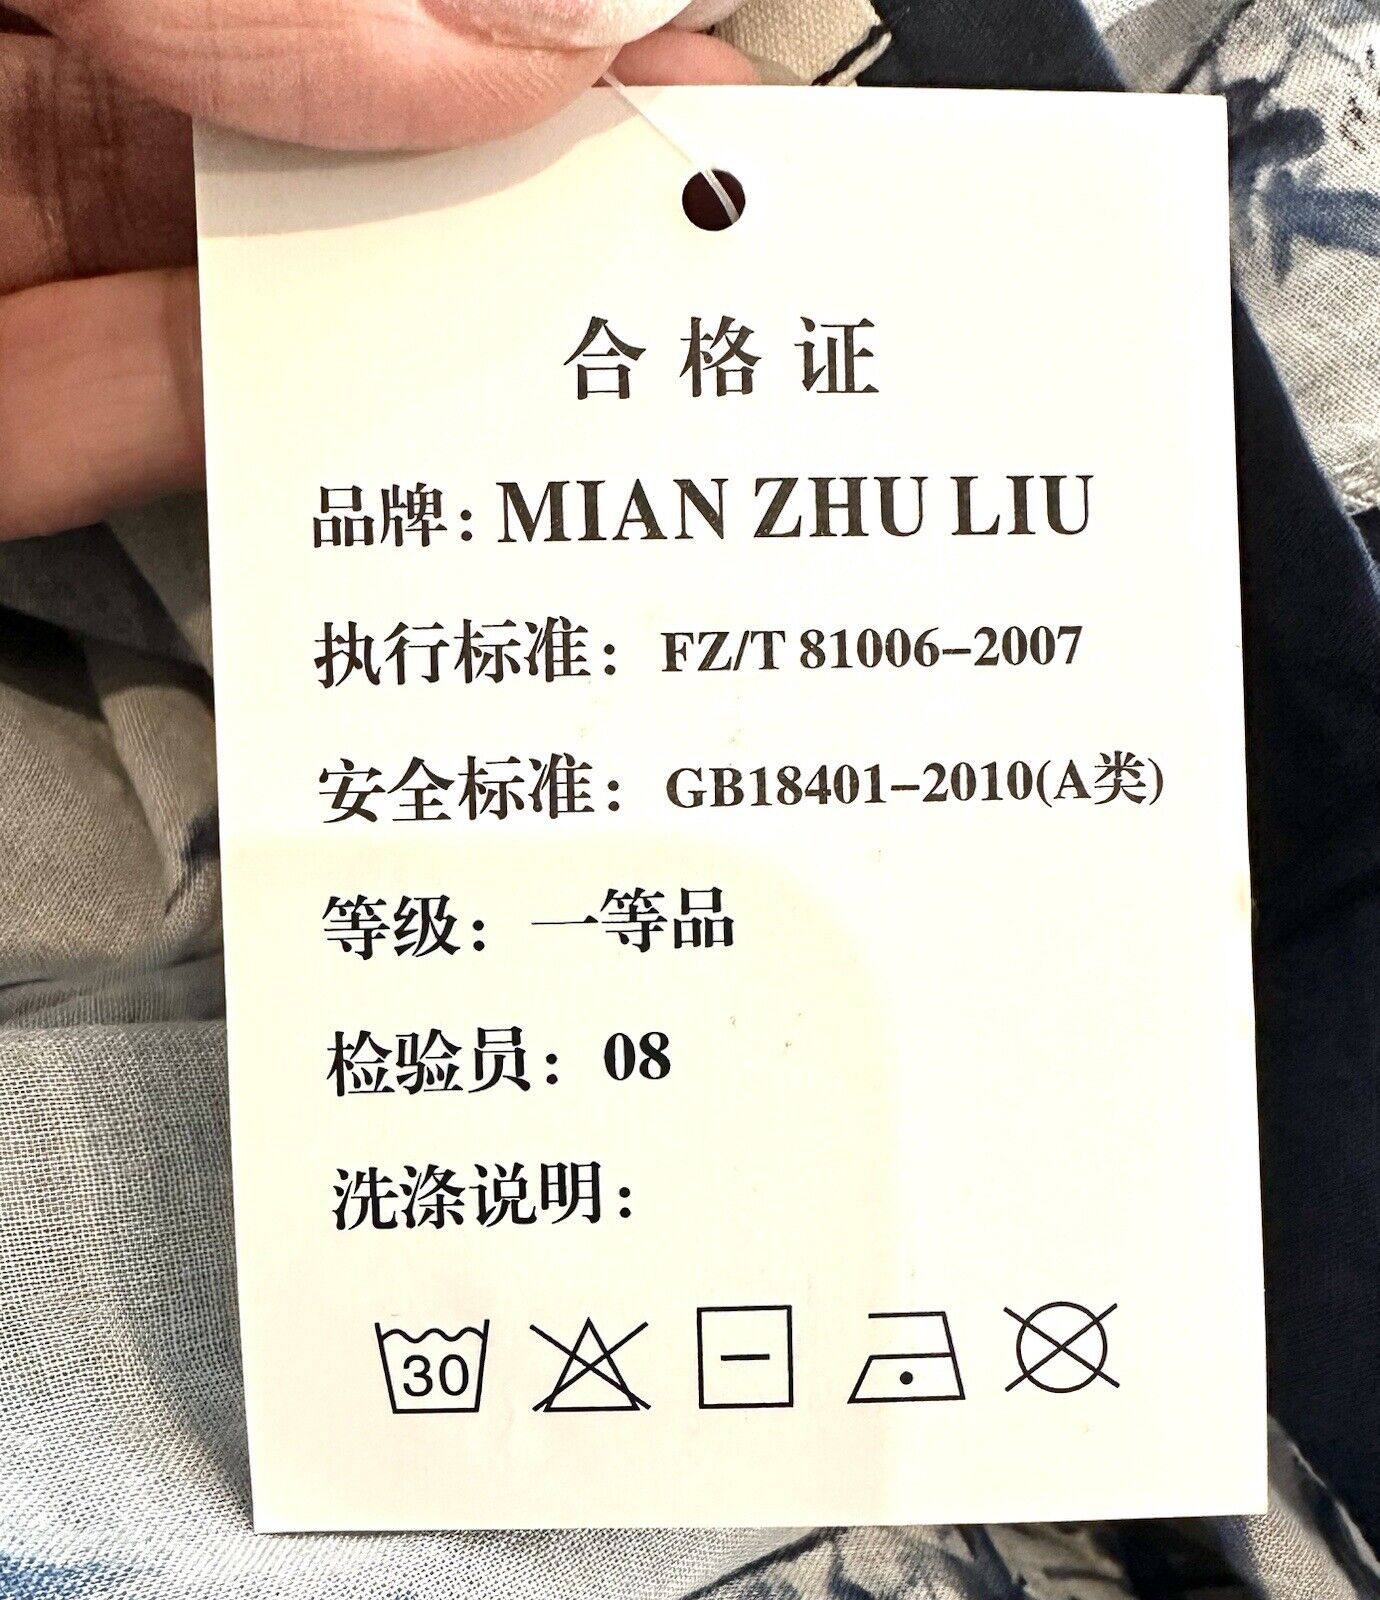 合格证
品牌：MIAN ZHU LIU
执行标准：FZ/T 81006-2007
安全标准：GB18401-2010(A类)
等级：一等品
检验员：08
洗涤说明：
30